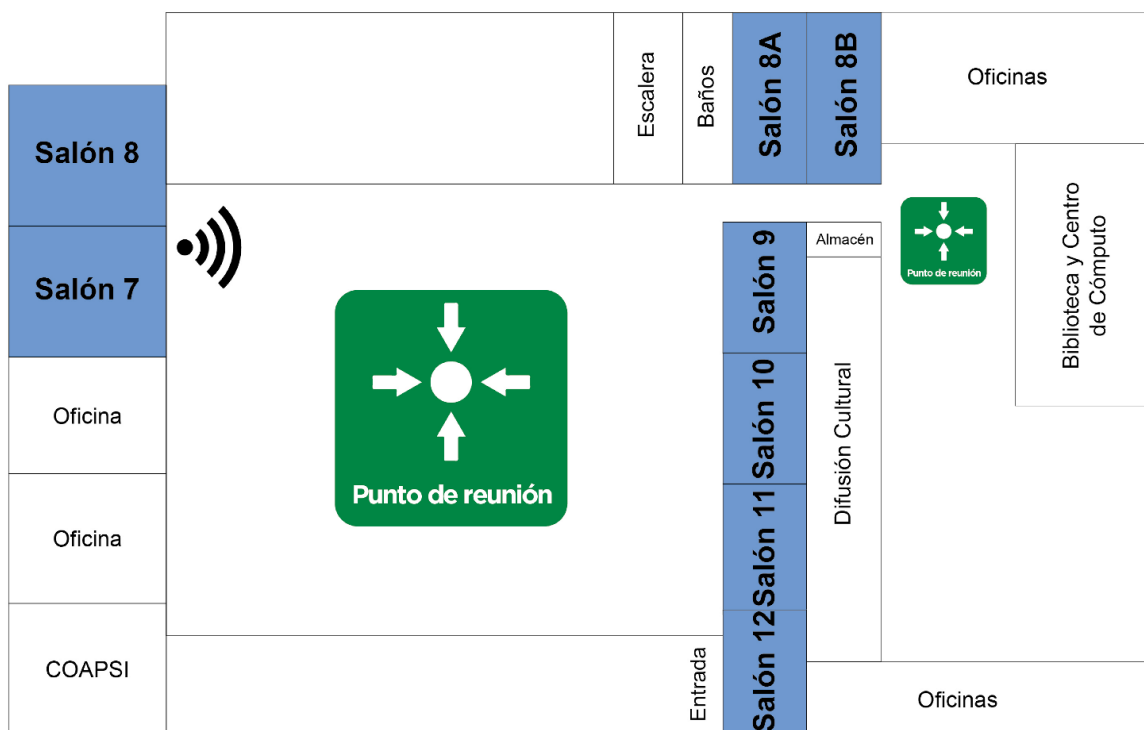 Salón 8
Salón 7
Oficina
Oficina
COAPSI
Punto de reunión
Escalera
Baños
Salón 8A
Salón 8B
Oficinas
Salón 9
Salón 10
Salón 11
Salón 12
Entrada
Almacén
Difusión Cultural
Punto de reunión
Biblioteca y Centro
de Cómputo
Oficinas